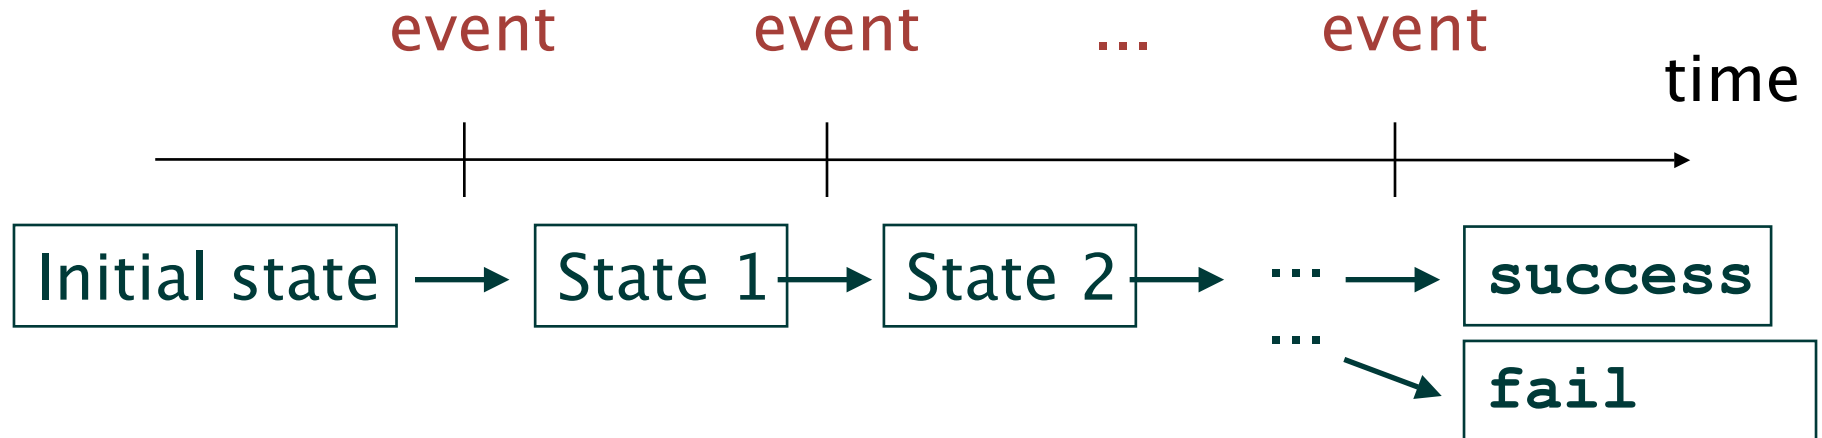 event event ... event
time
Initial state State 1 State 2 ... success
...
fail